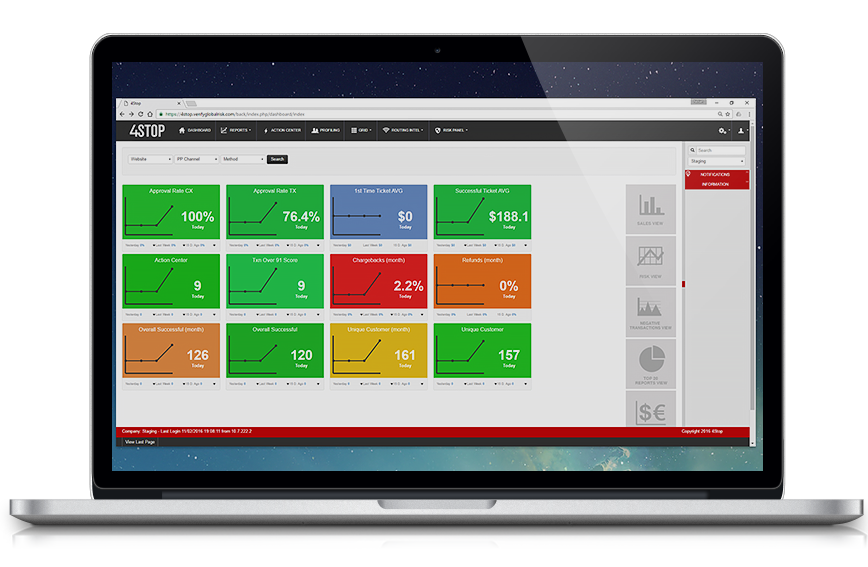 4Stop
https://4stop.verifyglobalrisk.com/back/index.php/dashboard/index
4STOP
DASHBOARD
REPORTS
ACTION CENTER
PROFILING
GRID
ROUTING INTEL
RISK PANEL
Website
PP Channel
Method
Search
Search
Staging
NOTIFICATIONS
INFORMATION
Approval Rate CX
100%
Today
Approval Rate TX
76.4%
Today
1st Time Ticket AVG
$0
Today
Successful Ticket AVG
$188.1
Today
Action Center
9
Today
Txn Over 91 Score
9
Today
Chargebacks (month)
2.2%
Today
Refunds (month)
0%
Today
Overall Successful (month)
126
Today
Overall Successful
120
Today
Unique Customer (month)
161
Today
Unique Customer
157
Today
SALES VIEW
RISK VIEW
NEGATIVE
TRANSACTIONS VIEW
REPORTS VIEW
$€
Company: Staging - Last Login 11/02/2016 19:08:11 from 10.7.222.2
Copyright 2016 4Stop
View Last Page